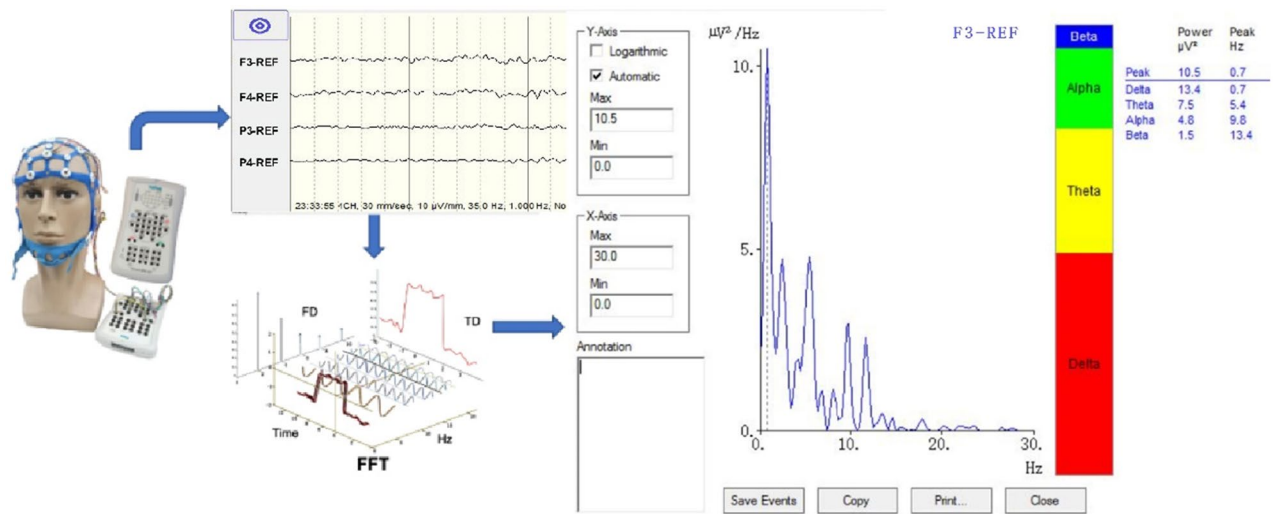 F3-REF
F4-REF
P3-REF
P4-REF
23:33:55 4CH, 30 mm/sec, 10 µV/mm, 35.0 Hz, 1.000 Hz, No
FD
TD
Time
Hz
FFT
Y-Axis
Logarithmic
Automatic
Max
10.5
Min
0.0
X-Axis
Max
30.0
Min
0.0
Annotation
µV²/Hz
F3-REF
10.
5.
0.
0. 10. 20. 30.
Hz
Beta
Alpha
Theta
Delta
Power Peak
µV² Hz
Peak 10.5 0.7
Delta 13.4 0.7
Theta 7.5 5.4
Alpha 4.8 9.8
Beta 1.5 13.4
Save Events
Copy
Print...
Close